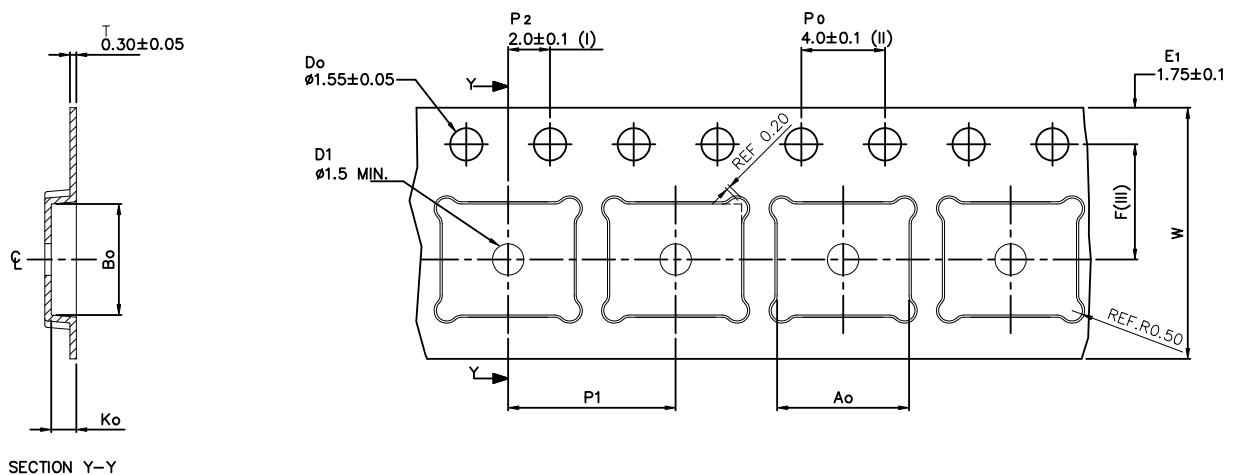 T
0.30±0.05
P2
2.0±0.1 (I)
Po
4.0±0.1 (II)
E1
1.75±0.1
Do
ø1.55±0.05
Y
REF 0.20
D1
ø1.5 MIN.
F(III)
W
Bo
℄
REF.R0.50
Y
P1
Ao
Ko
SECTION Y-Y